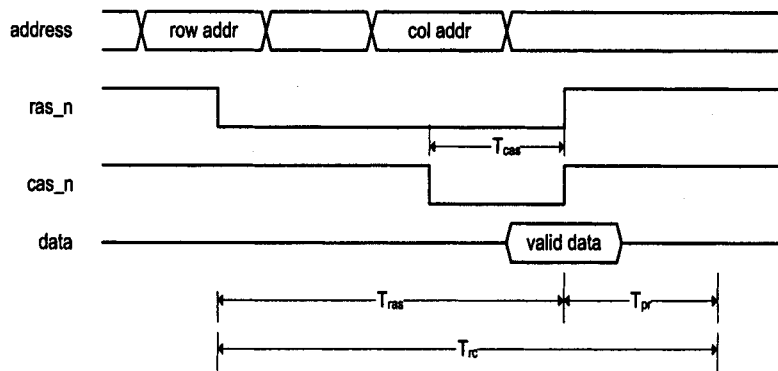 address row addr col addr
ras_n
T_cas
cas_n
data valid data
T_ras T_pr
T_rc